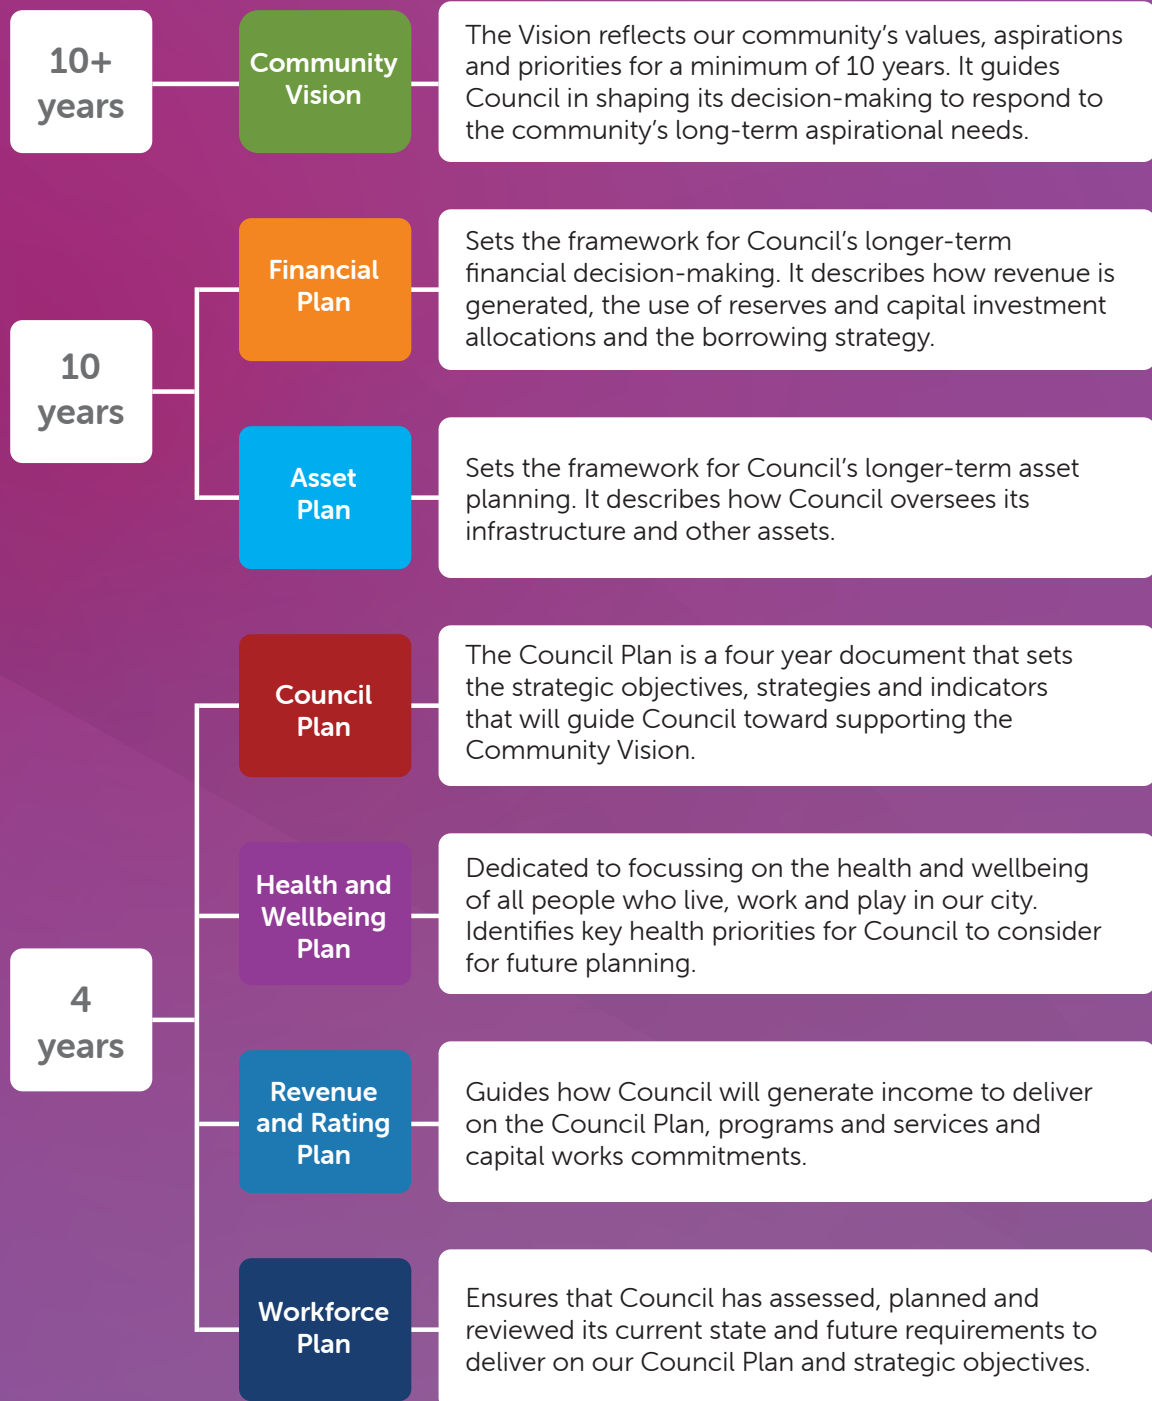 10+
years
Community
Vision
The Vision reflects our community’s values, aspirations
and priorities for a minimum of 10 years. It guides
Council in shaping its decision-making to respond to
the community’s long-term aspirational needs.
10
years
Financial
Plan
Sets the framework for Council’s longer-term
financial decision-making. It describes how revenue is
generated, the use of reserves and capital investment
allocations and the borrowing strategy.
Asset
Plan
Sets the framework for Council’s longer-term asset
planning. It describes how Council oversees its
infrastructure and other assets.
4
years
Council
Plan
The Council Plan is a four year document that sets
the strategic objectives, strategies and indicators
that will guide Council toward supporting the
Community Vision.
Health and
Wellbeing
Plan
Dedicated to focussing on the health and wellbeing
of all people who live, work and play in our city.
Identifies key health priorities for Council to consider
for future planning.
Revenue
and Rating
Plan
Guides how Council will generate income to deliver
on the Council Plan, programs and services and
capital works commitments.
Workforce
Plan
Ensures that Council has assessed, planned and
reviewed its current state and future requirements to
deliver on our Council Plan and strategic objectives.